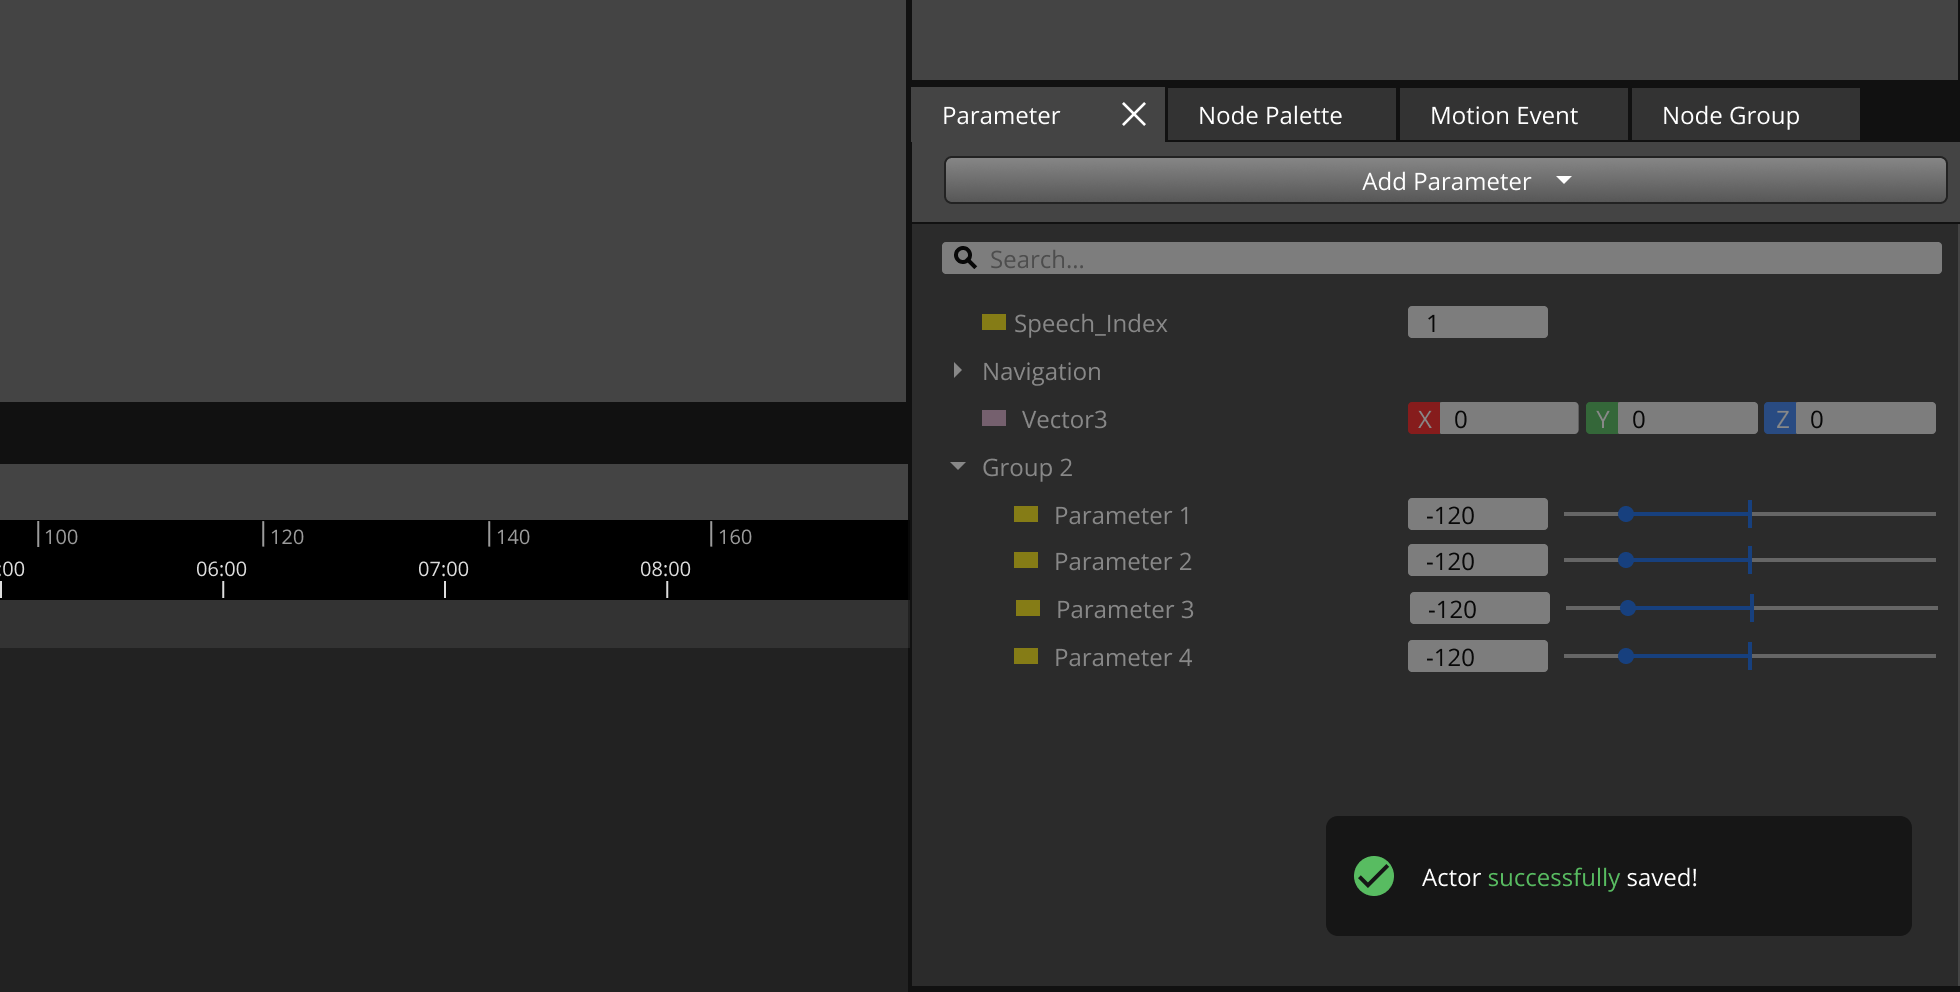 Parameter
Node Palette
Motion Event
Node Group
Add Parameter
Search...
Speech_Index 1
Navigation
Vector3 X 0 Y 0 Z 0
Group 2
Parameter 1 -120
Parameter 2 -120
Parameter 3 -120
Parameter 4 -120
100 120 140 160
:00 06:00 07:00 08:00
Actor successfully saved!